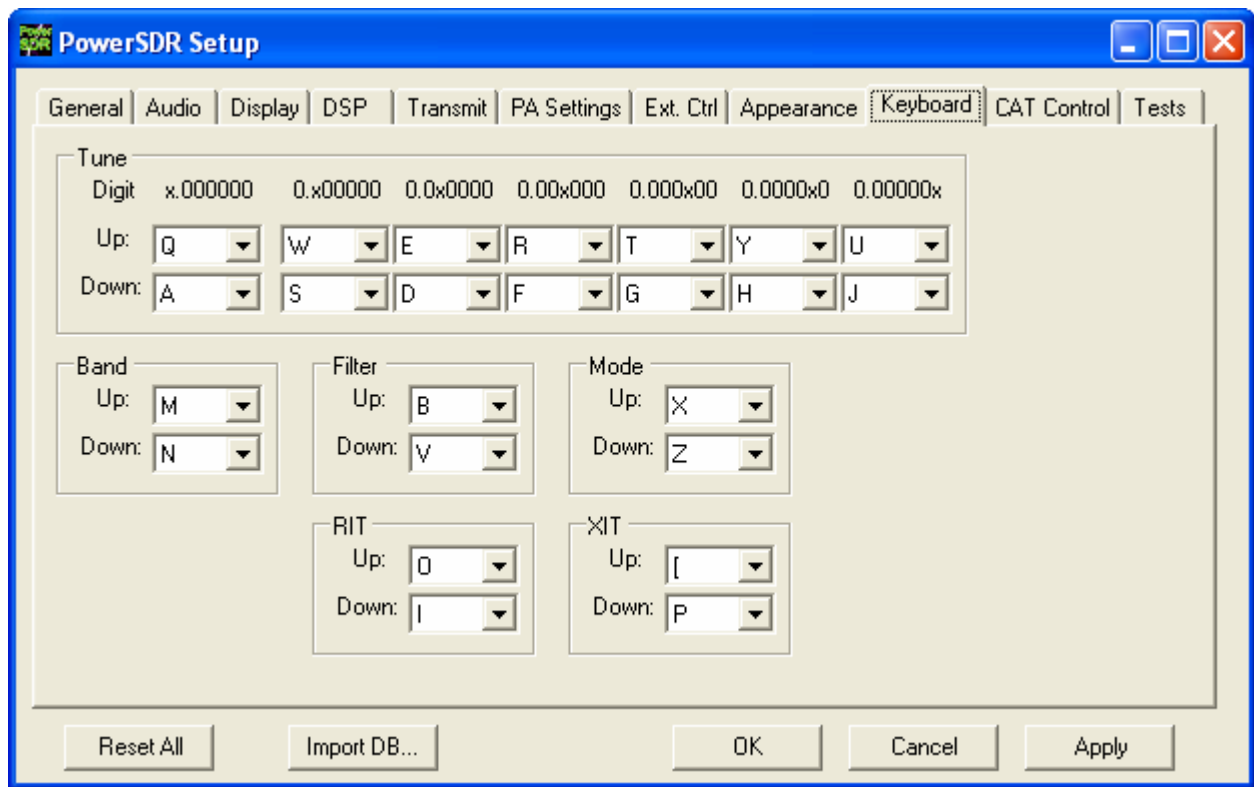 Power SDR PowerSDR Setup
General Audio Display DSP Transmit PA Settings Ext. Ctrl Appearance Keyboard CAT Control Tests
Tune
Digit x.000000 0.x00000 0.0x0000 0.00x000 0.000x00 0.0000x0 0.00000x
Up: Q W E R T Y U
Down: A S D F G H J
Band Filter Mode
Up: M Up: B Up: X
Down: N Down: V Down: Z
RIT XIT
Up: O Up: [
Down: I Down: P
Reset All Import DB... OK Cancel Apply